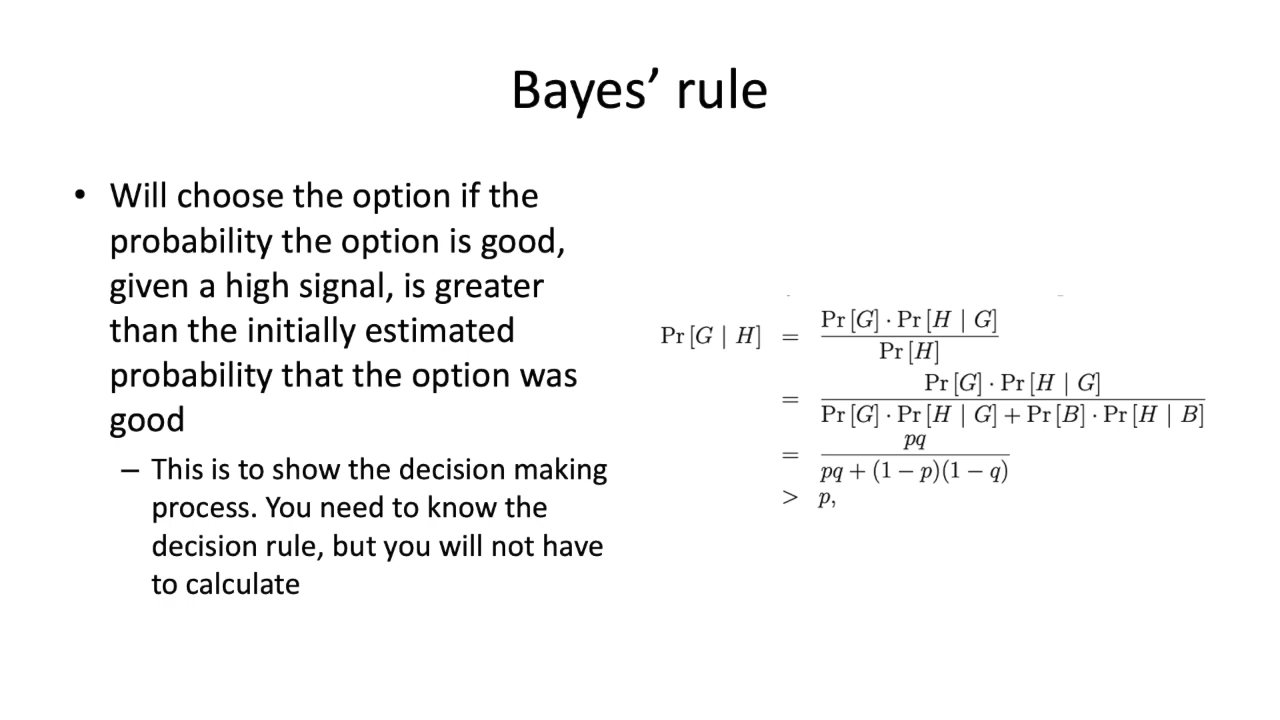 Bayes’ rule
• Will choose the option if the
probability the option is good,
given a high signal, is greater
than the initially estimated
probability that the option was
good
– This is to show the decision making
process. You need to know the
decision rule, but you will not have
to calculate
Pr [G | H] = Pr [G] · Pr [H | G]
Pr [H]
= Pr [G] · Pr [H | G]
Pr [G] · Pr [H | G] + Pr [B] · Pr [H | B]
= pq
pq + (1 − p)(1 − q)
> p,